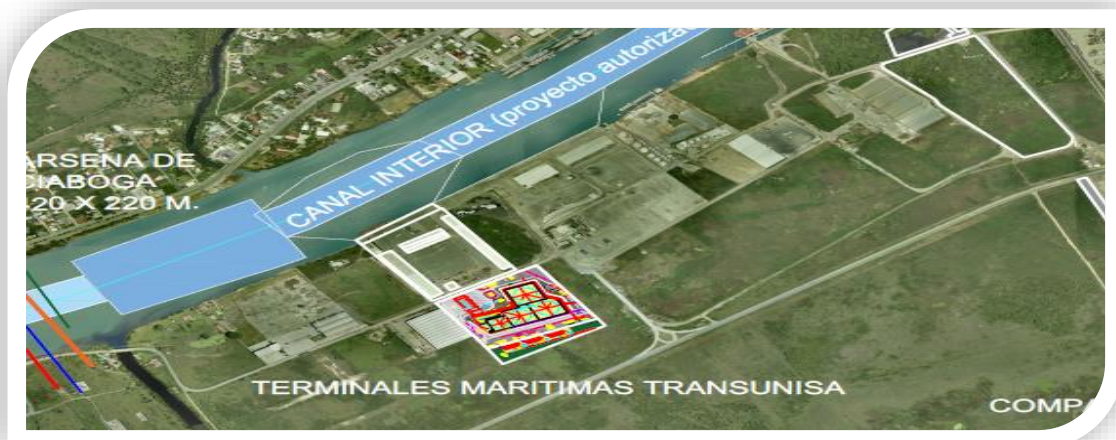 CANAL INTERIOR (proyecto autoriza
ARSENA DE
CIABOGA
20 X 220 M.
TERMINALES MARITIMAS TRANSUNISA
COMP